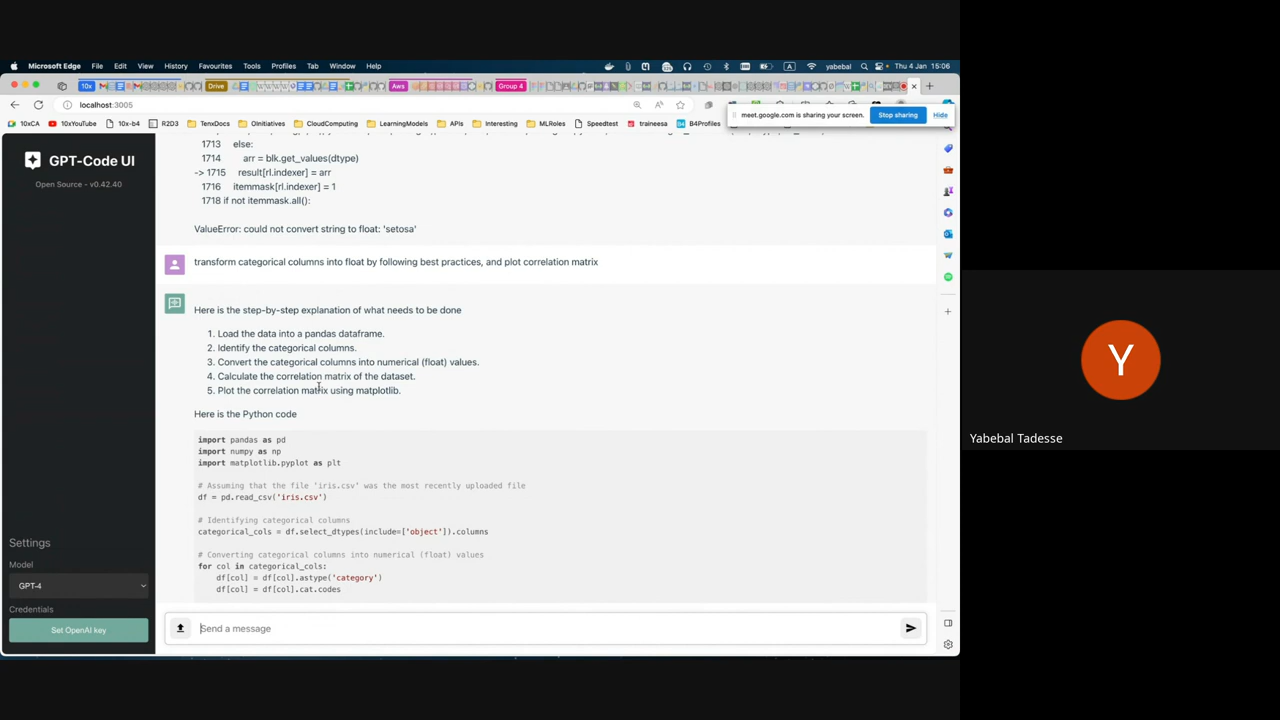 Microsoft Edge File Edit View History Favourites Tools Profiles Tab Window Help yabebal Thu 4 Jan 15:06
10x Drive Aws Group 4
localhost:3005
meet.google.com is sharing your screen. Stop sharing Hide
10xCA 10xYouTube 10x-b4 R2D3 TenxDocs OInitiatives CloudComputing LearningModels APIs Interesting MLRoles Speedtest traineesa B4Profiles
GPT-Code UI
Open Source - v0.42.40
1713 else:
1714 arr = blk.get_values(dtype)
-> 1715 result[rl.indexer] = arr
1716 itemmask[rl.indexer] = 1
1718 if not itemmask.all():
ValueError: could not convert string to float: 'setosa'
transform categorical columns into float by following best practices, and plot correlation matrix
Here is the step-by-step explanation of what needs to be done
1. Load the data into a pandas dataframe.
2. Identify the categorical columns.
3. Convert the categorical columns into numerical (float) values.
4. Calculate the correlation matrix of the dataset.
5. Plot the correlation matrix using matplotlib.
Here is the Python code
import pandas as pd
import numpy as np
import matplotlib.pyplot as plt
# Assuming that the file 'iris.csv' was the most recently uploaded file
df = pd.read_csv('iris.csv')
# Identifying categorical columns
categorical_cols = df.select_dtypes(include=['object']).columns
# Converting categorical columns into numerical (float) values
for col in categorical_cols:
df[col] = df[col].astype('category')
df[col] = df[col].cat.codes
Settings
Model
GPT-4
Credentials
Set OpenAI key
Send a message
Y
Yabebal Tadesse